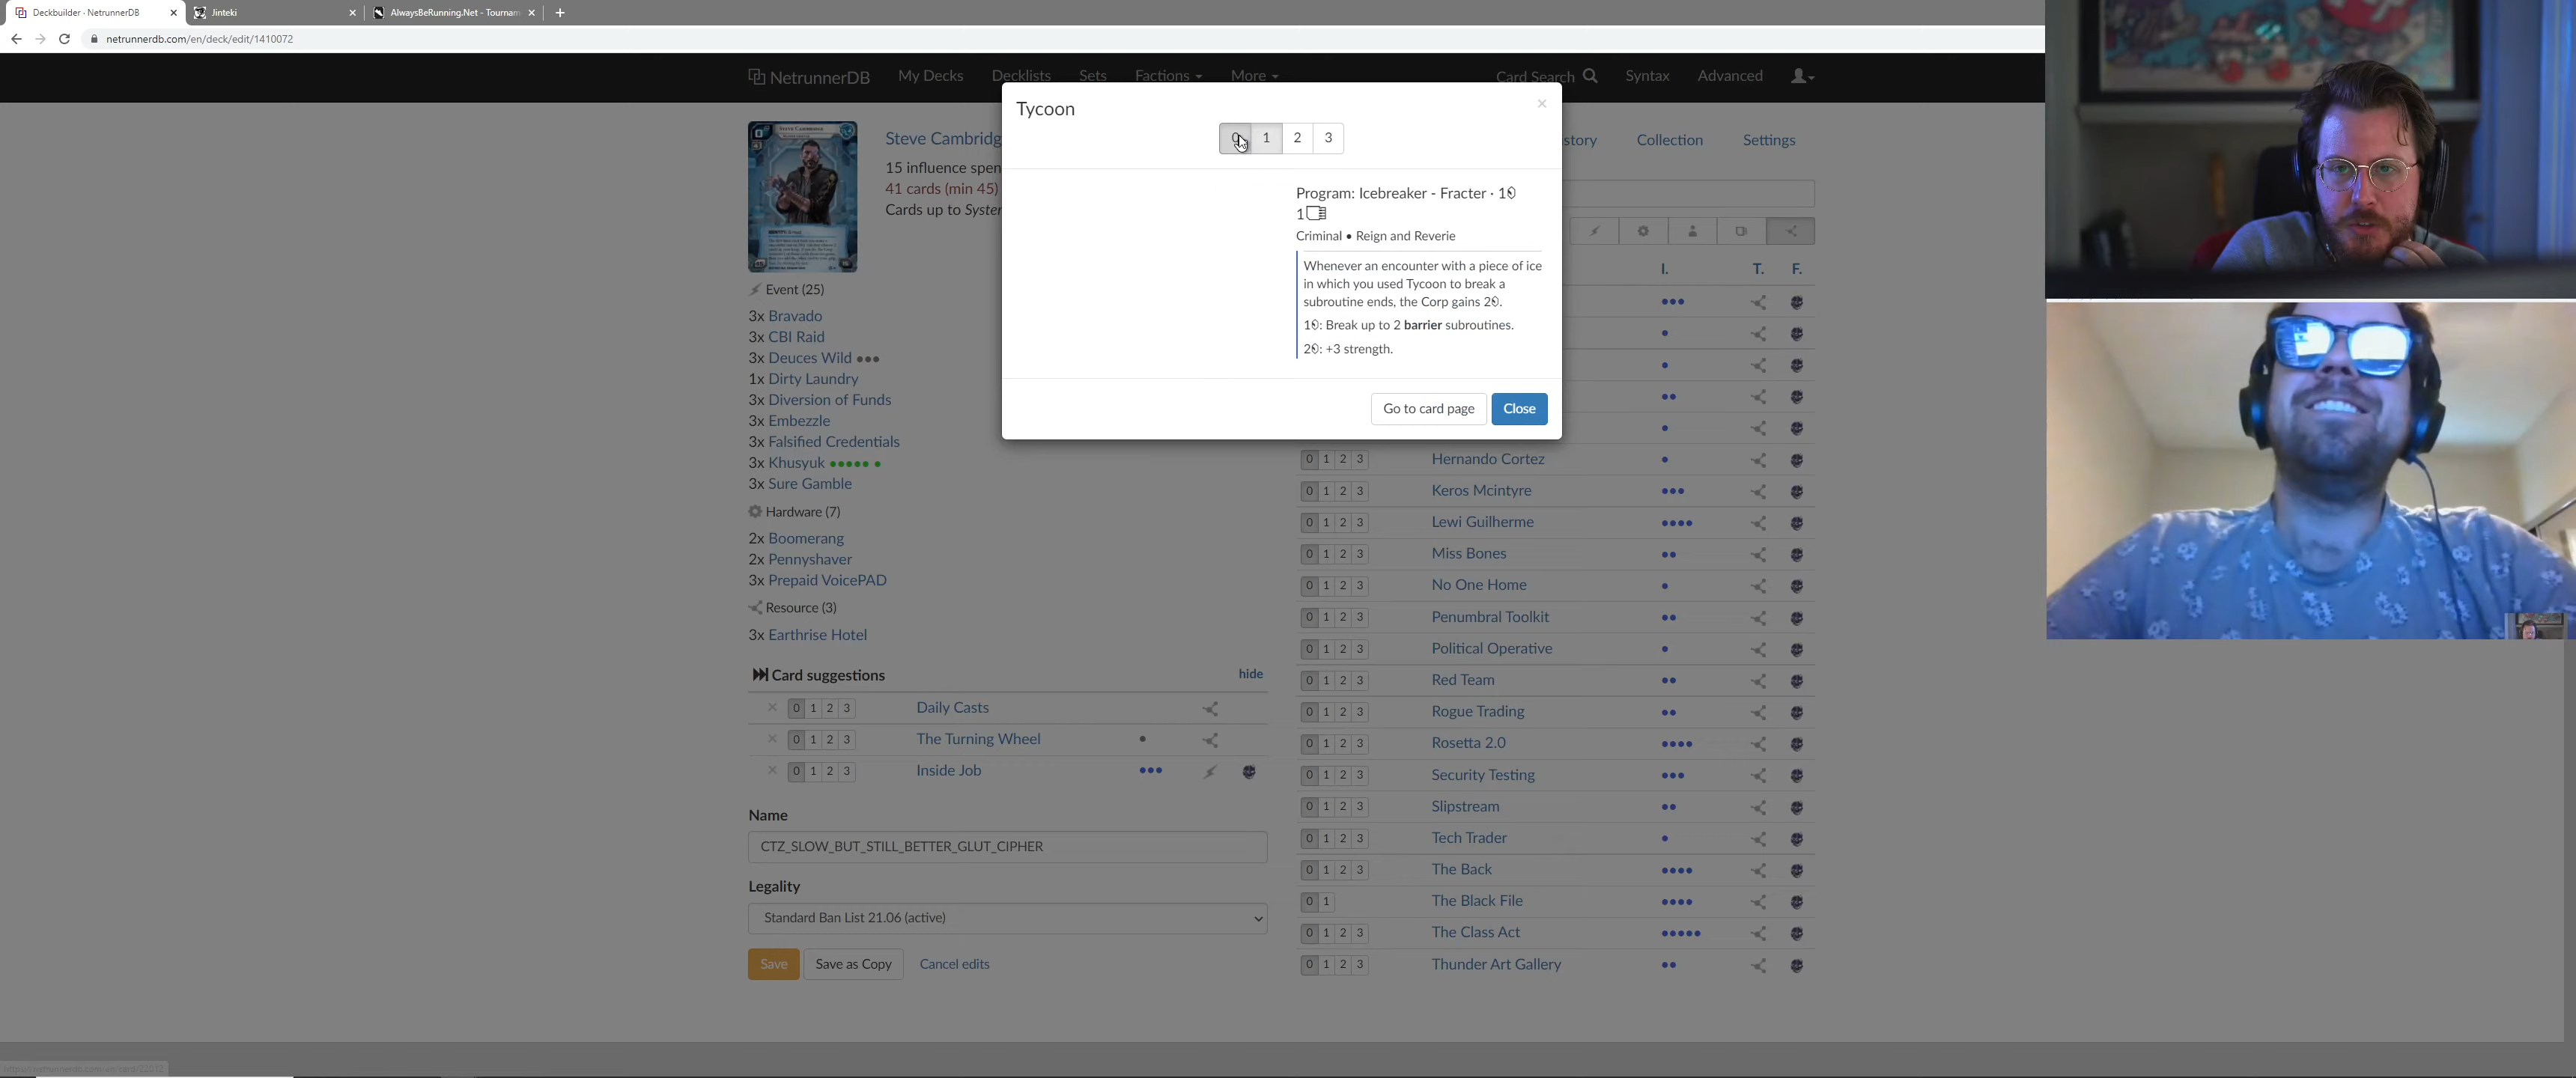 Deckbuilder · NetrunnerDB
Jinteki
AlwaysBeRunning.Net - Tournam
netrunnerdb.com/en/deck/edit/1410072
NetrunnerDB
My Decks
Decklists
Sets
Factions
More
Card Search
Syntax
Advanced
Steve Cambridg
15 influence spen
41 cards (min 45)
Cards up to System
story
Collection
Settings
Tycoon
0 1 2 3
Program: Icebreaker - Fracter · 1
1
Criminal • Reign and Reverie
Whenever an encounter with a piece of ice
in which you used Tycoon to break a
subroutine ends, the Corp gains 2.
1: Break up to 2 barrier subroutines.
2: +3 strength.
Go to card page
Close
Event (25)
3x Bravado
3x CBI Raid
3x Deuces Wild
1x Dirty Laundry
3x Diversion of Funds
3x Embezzle
3x Falsified Credentials
3x Khusyuk
3x Sure Gamble
Hardware (7)
2x Boomerang
2x Pennyshaver
3x Prepaid VoicePAD
Resource (3)
3x Earthrise Hotel
Card suggestions
hide
0 1 2 3 Daily Casts
0 1 2 3 The Turning Wheel
0 1 2 3 Inside Job
Name
CTZ_SLOW_BUT_STILL_BETTER_GLUT_CIPHER
Legality
Standard Ban List 21.06 (active)
Save
Save as Copy
Cancel edits
I. T. F.
0 1 2 3 Hernando Cortez
0 1 2 3 Keros Mcintyre
0 1 2 3 Lewi Guilherme
0 1 2 3 Miss Bones
0 1 2 3 No One Home
0 1 2 3 Penumbral Toolkit
0 1 2 3 Political Operative
0 1 2 3 Red Team
0 1 2 3 Rogue Trading
0 1 2 3 Rosetta 2.0
0 1 2 3 Security Testing
0 1 2 3 Slipstream
0 1 2 3 Tech Trader
0 1 2 3 The Back
0 1 The Black File
0 1 2 3 The Class Act
0 1 2 3 Thunder Art Gallery